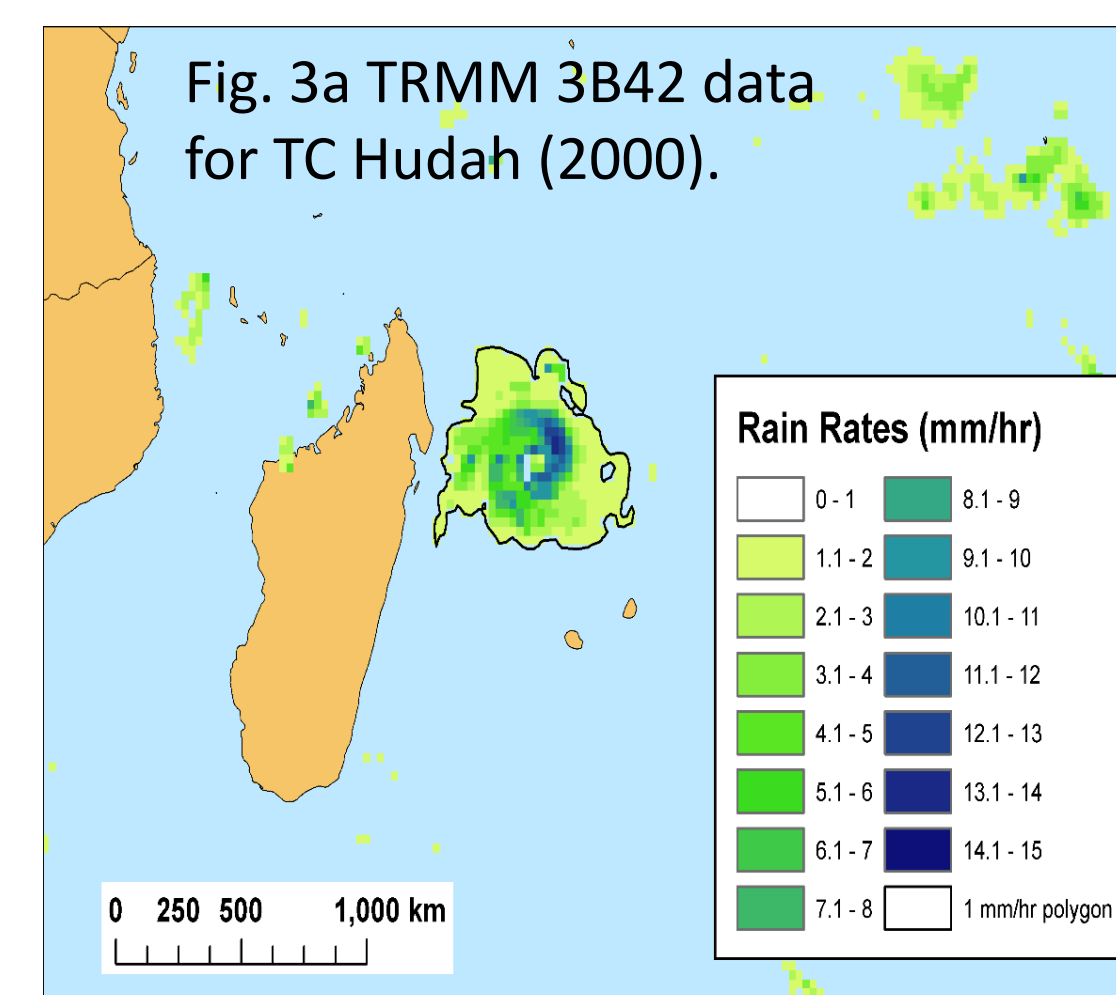 Fig. 3a TRMM 3B42 data
for TC Hudah (2000).
Rain Rates (mm/hr)
0 - 1
1.1 - 2
2.1 - 3
3.1 - 4
4.1 - 5
5.1 - 6
6.1 - 7
7.1 - 8
8.1 - 9
9.1 - 10
10.1 - 11
11.1 - 12
12.1 - 13
13.1 - 14
14.1 - 15
1 mm/hr polygon
0 250 500 1,000 km